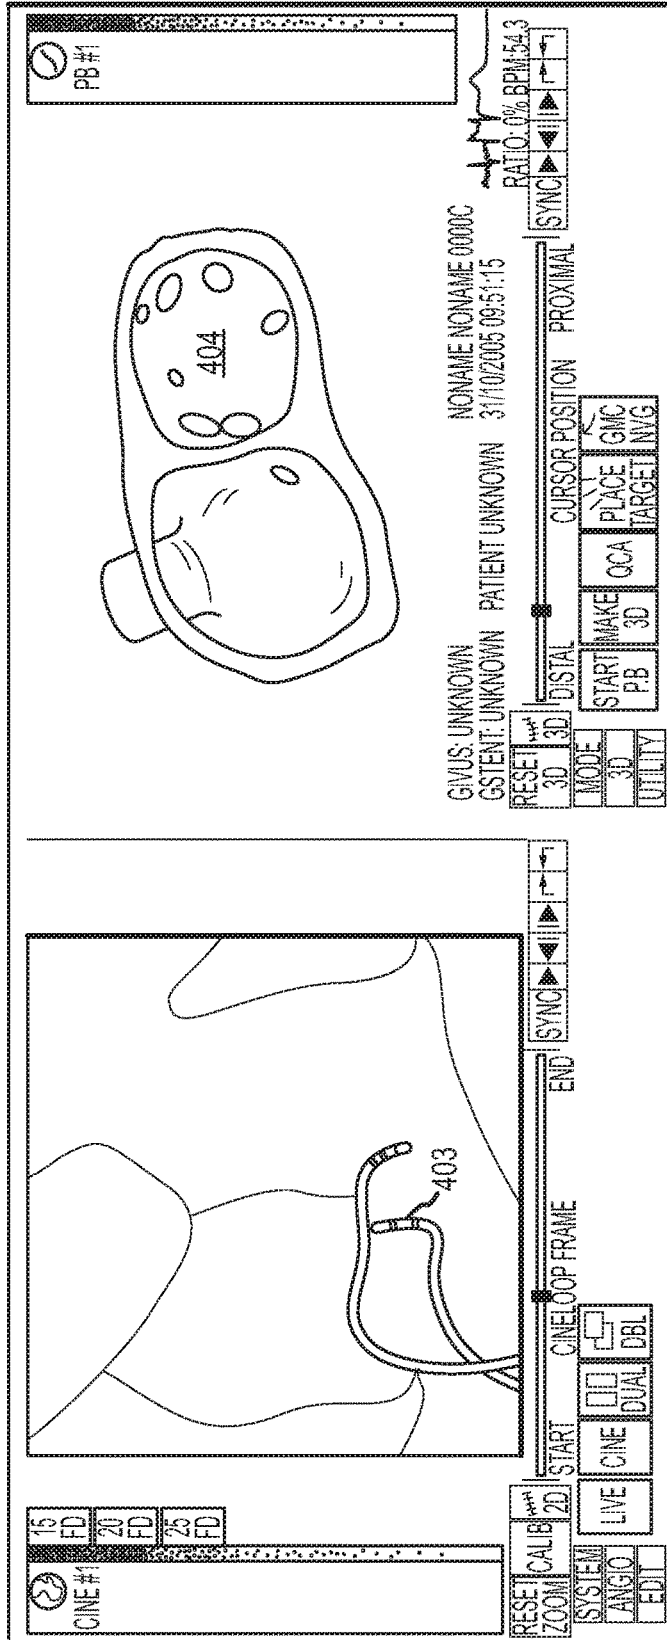 CINE #1
15
FD
20
FD
25
FD
403
RESET
ZOOM
CALIB
2D
START
CINELOOP FRAME
END
SYNC
SYSTEM
ANGIO
EDIT
LIVE
CINE
DUAL
DBL
404
PB #1
GIVUS: UNKNOWN
GSTENT: UNKNOWN
PATIENT UNKNOWN
NONAME NONAME 0000C
31/10/2005 09:51:15
RATIO: 0% BPM:54.3
RESET
3D
3D
DISTAL
CURSOR POSITION
PROXIMAL
SYNC
MODE
3D
UTILITY
START
P.B
MAKE
3D
QCA
PLACE
TARGET
GMC
NVG